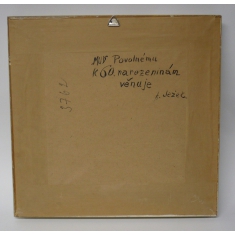 MUDr Povolnému
K 60. narozeninám
věnuje
J. Ježek